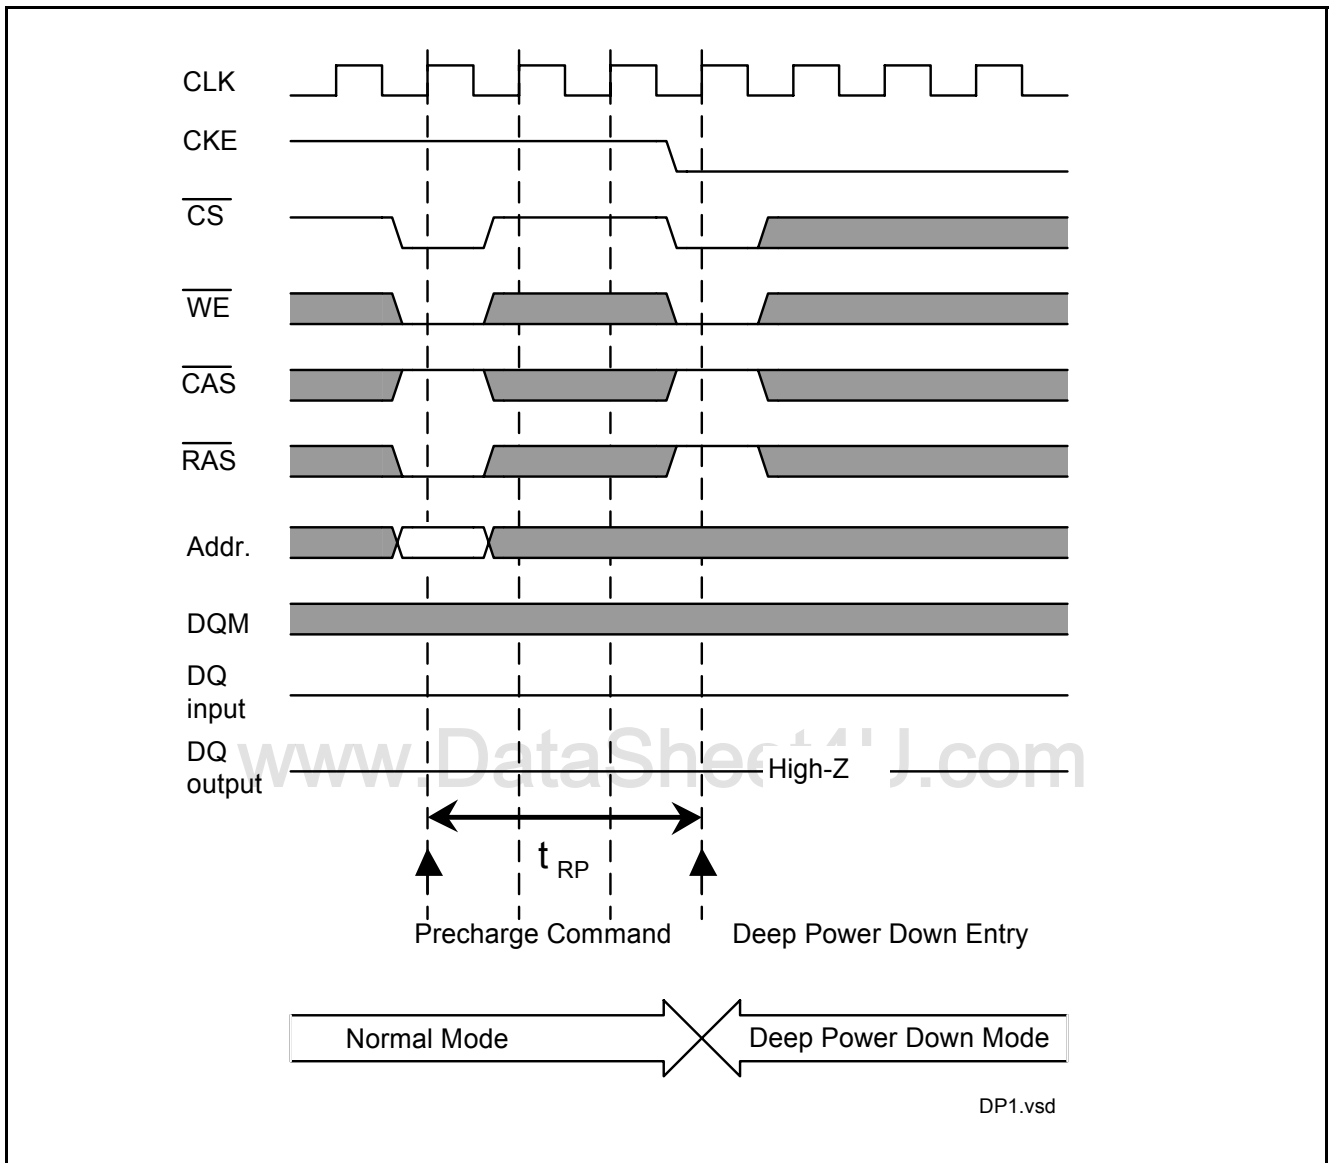 CLK
CKE
CS
WE
CAS
RAS
Addr.
DQM
DQ
input
DQ
output
www.DataSheet4U.com
High-Z
t RP
Precharge Command
Deep Power Down Entry
Normal Mode
Deep Power Down Mode
DP1.vsd